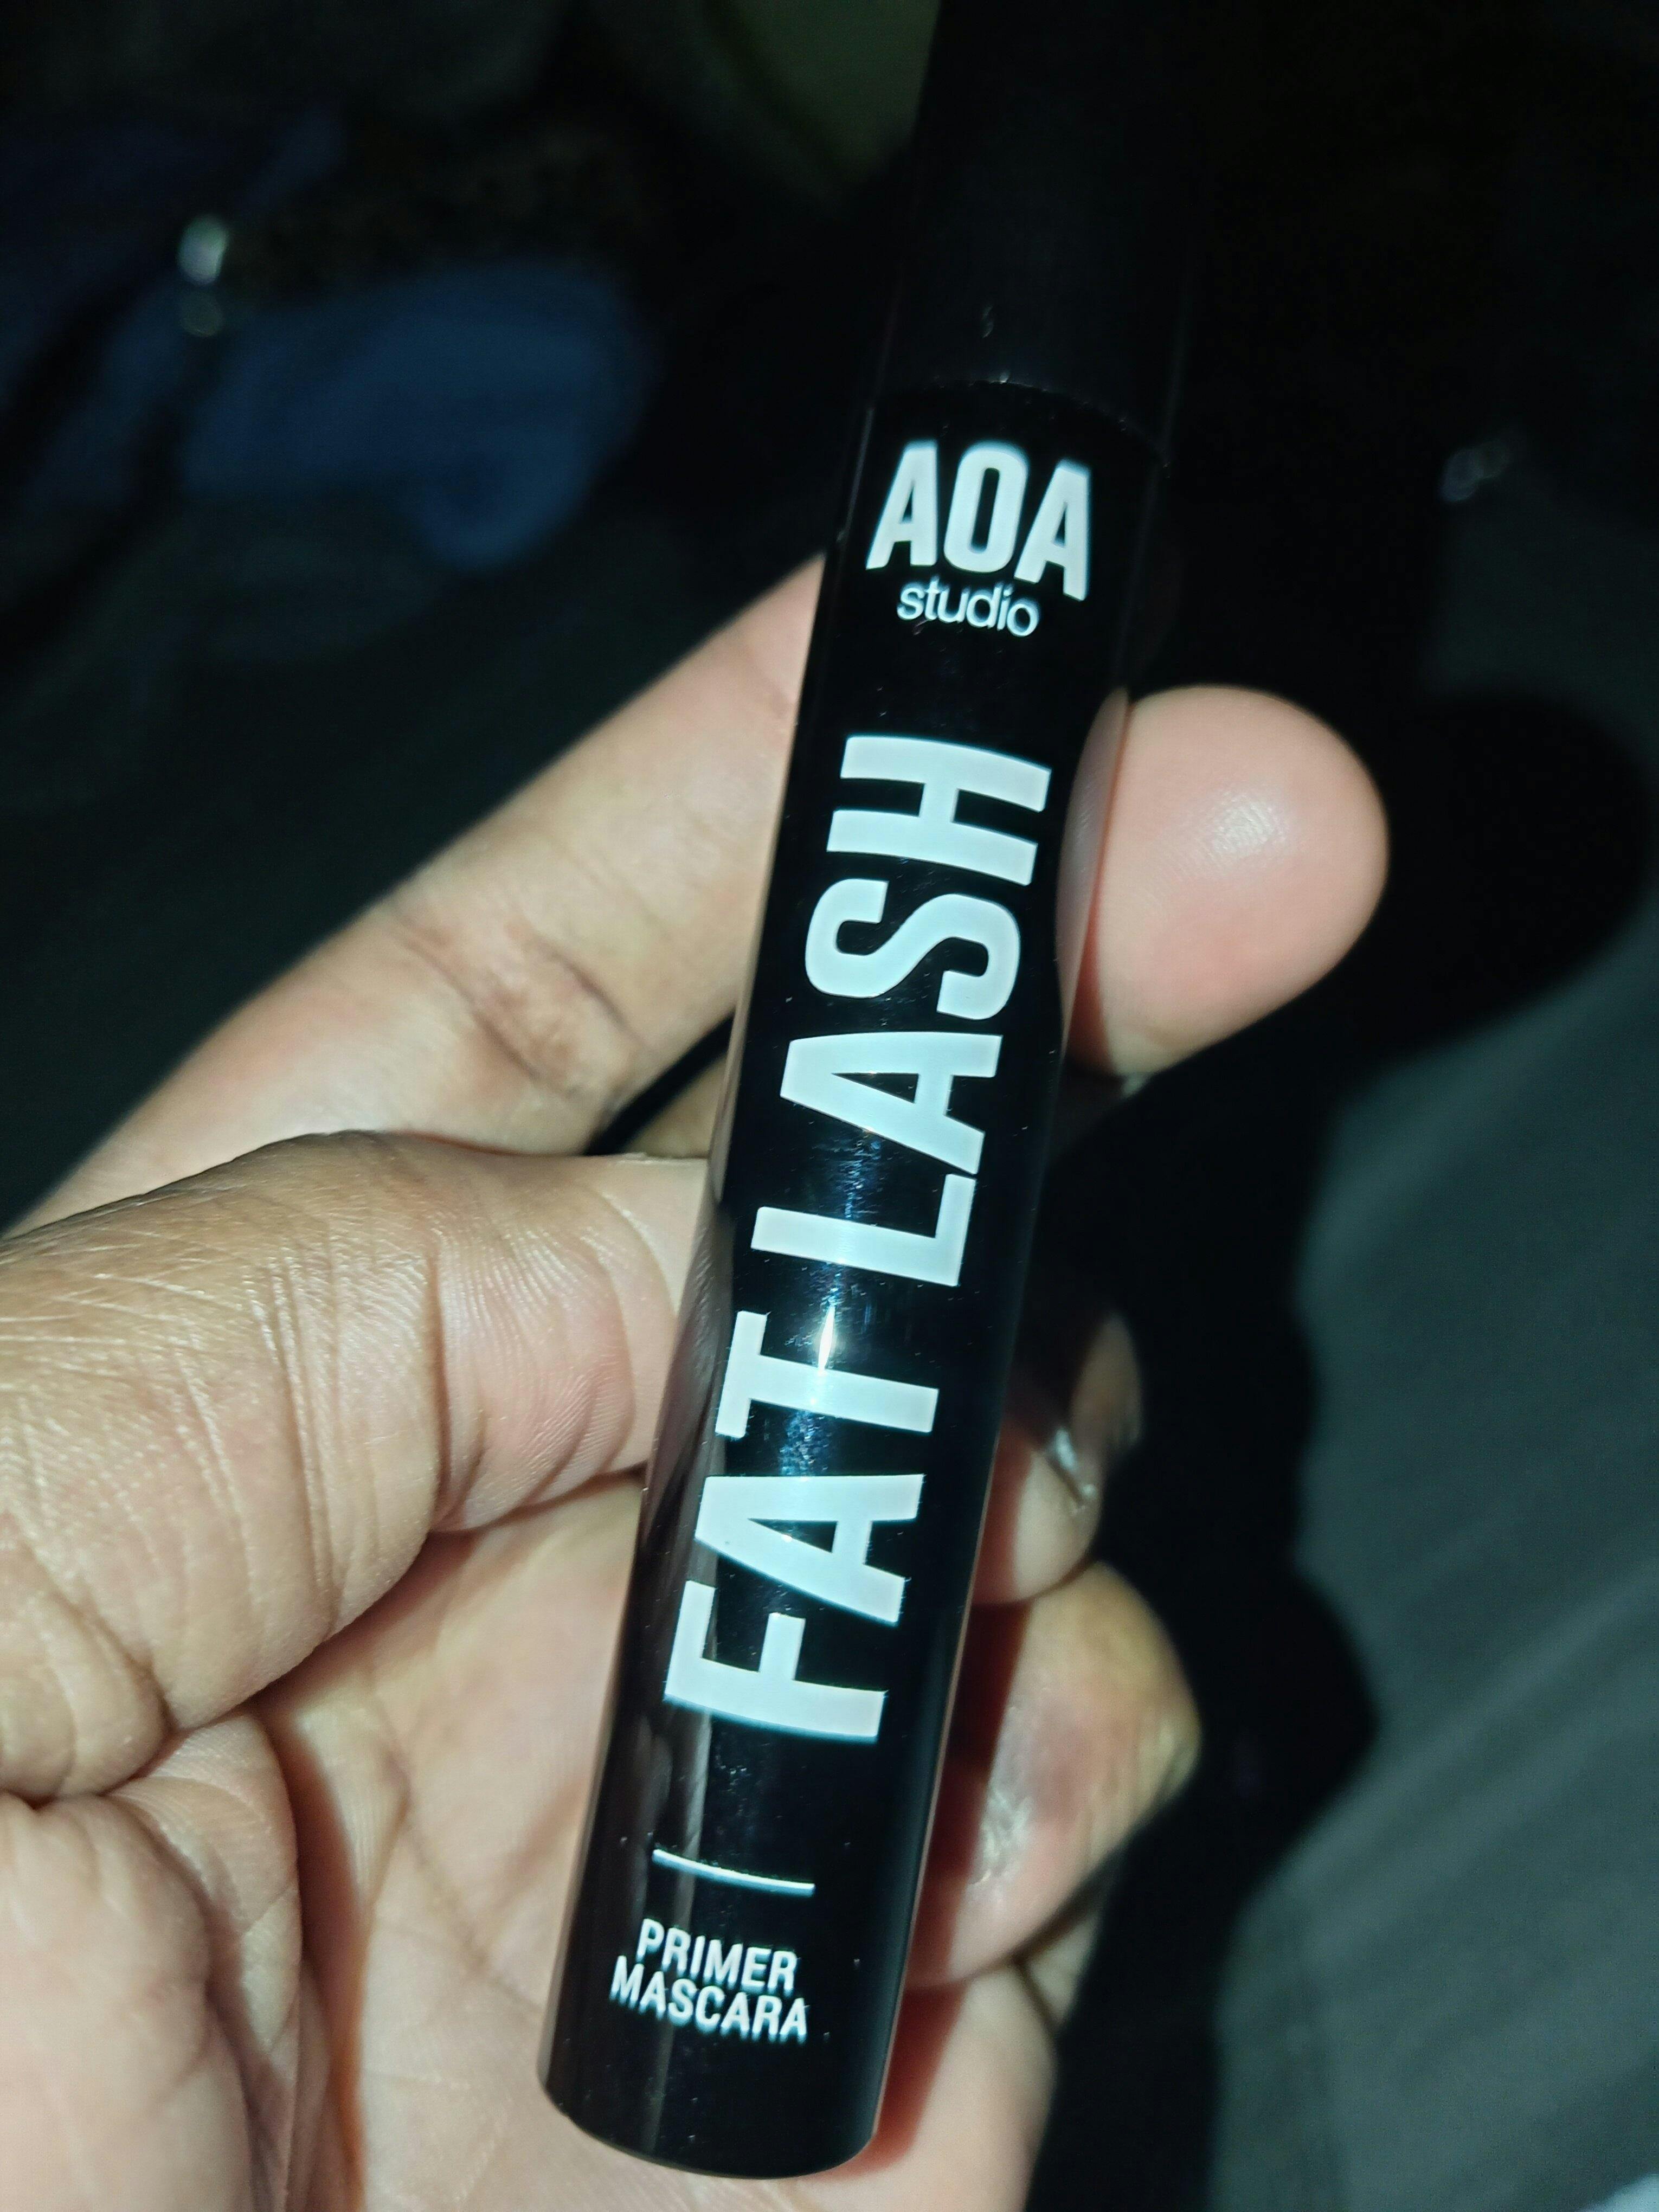 AOA
studio
FAT LASH
PRIMER
MASCARA